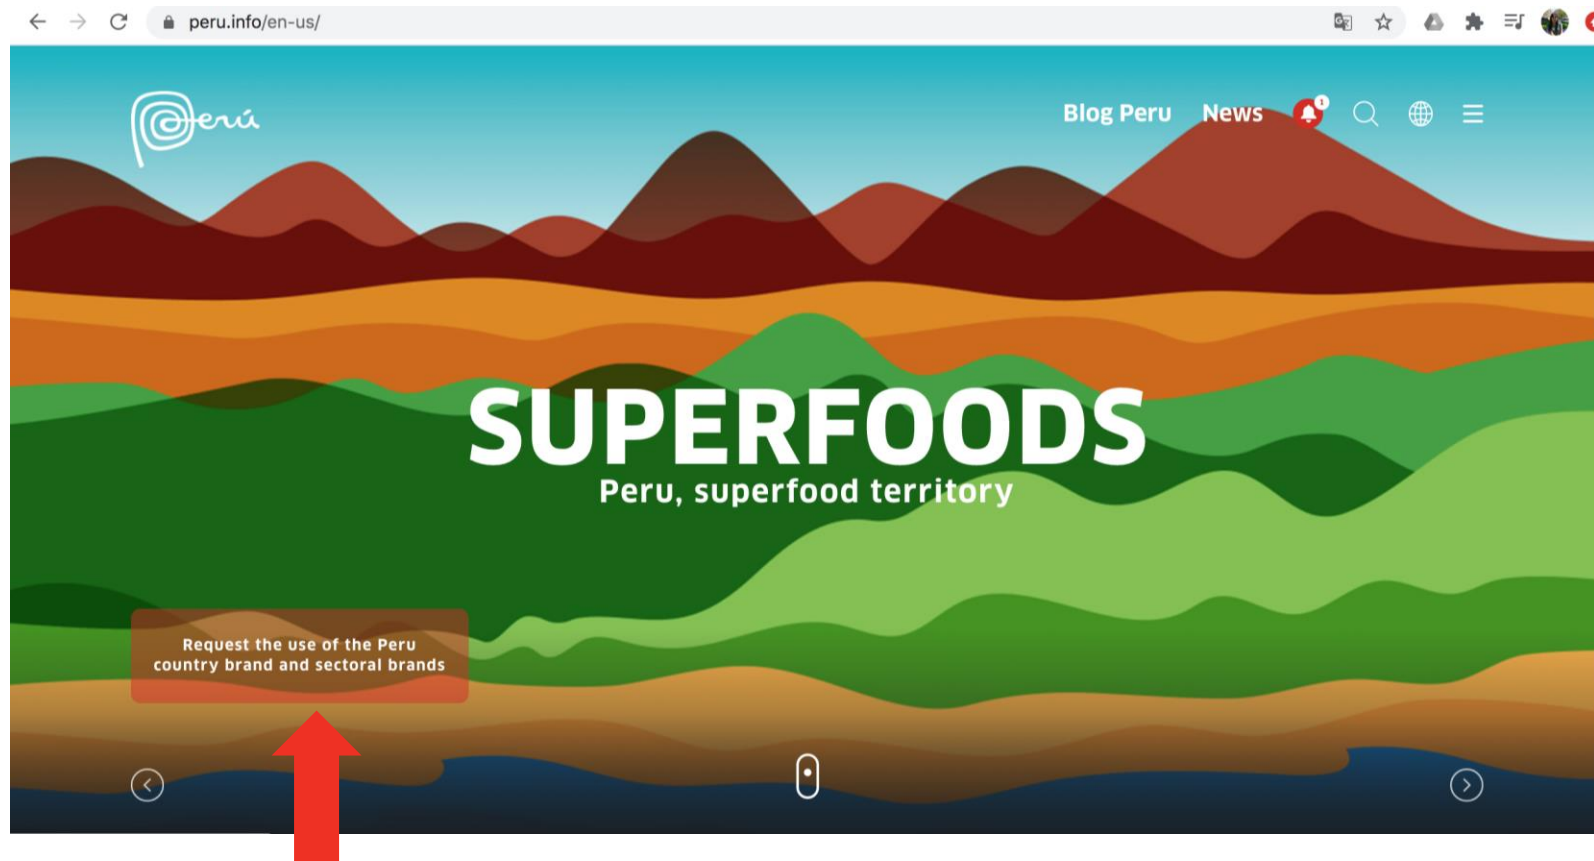 peru.info/en-us/
Perú
Blog Peru News 1
SUPERFOODS
Peru, superfood territory
Request the use of the Peru
country brand and sectoral brands